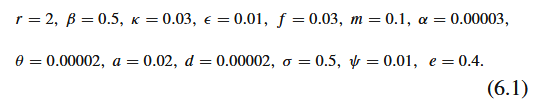 r = 2, β = 0.5, κ = 0.03, ϵ = 0.01, f = 0.03, m = 0.1, α = 0.00003,
θ = 0.00002, a = 0.02, d = 0.00002, σ = 0.5, ψ = 0.01, e = 0.4.
(6.1)